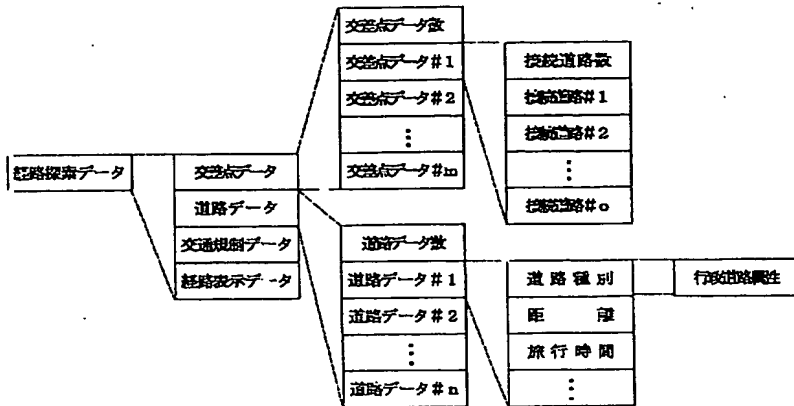 経路探索データ
交差点データ
道路データ
交通規制データ
経路表示データ
交差点データ数
交差点データ#1
交差点データ#2
⋮
交差点データ#m
接続道路数
接続道路#1
接続道路#2
⋮
接続道路#o
道路データ数
道路データ#1
道路データ#2
⋮
道路データ#n
道路種別
距離
旅行時間
⋮
行政道路属性